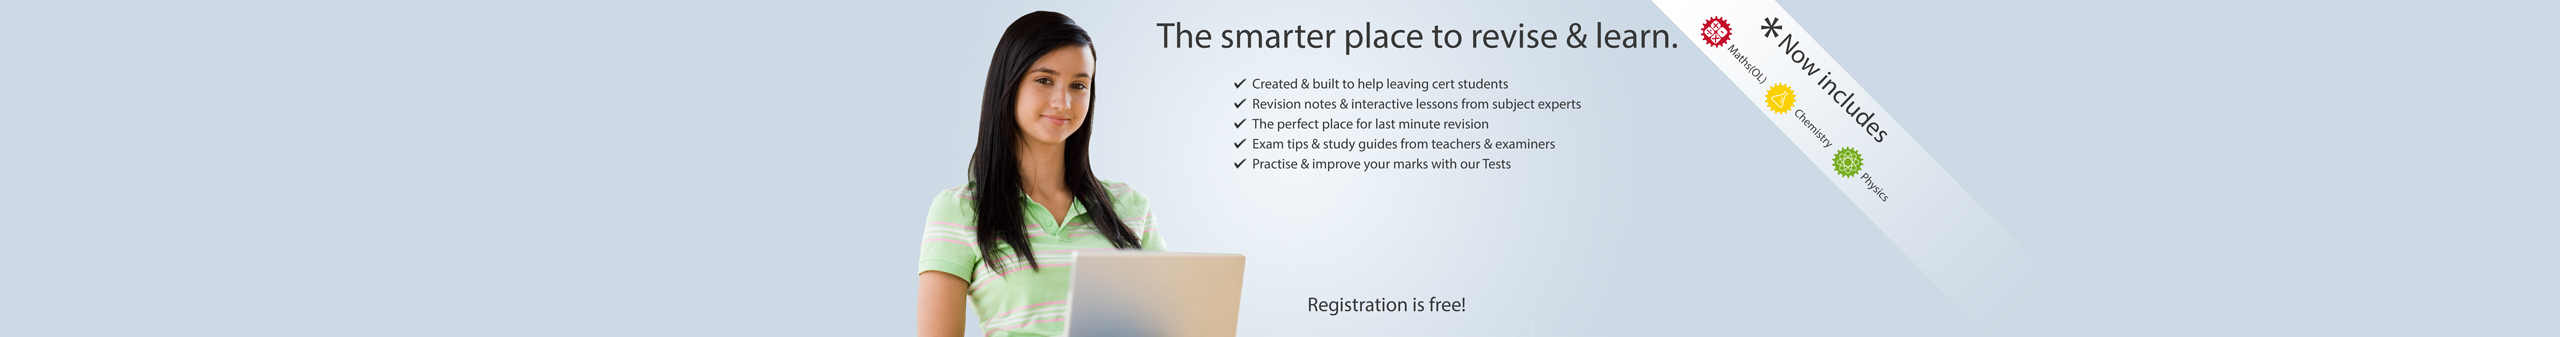 The smarter place to revise & learn.
✓ Created & built to help leaving cert students
✓ Revision notes & interactive lessons from subject experts
✓ The perfect place for last minute revision
✓ Exam tips & study guides from teachers & examiners
✓ Practise & improve your marks with our Tests
Registration is free!
*Now includes
Maths(OL)
Chemistry
Physics